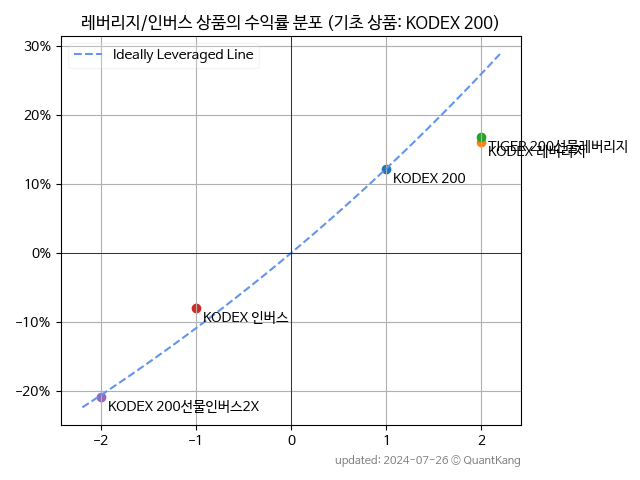 레버리지/인버스 상품의 수익률 분포 (기초 상품: KODEX 200)
Ideally Leveraged Line
30%
20%
10%
0%
−10%
−20%
TIGER 200선물레버리지
KODEX 레버리지
KODEX 200
KODEX 인버스
KODEX 200선물인버스2X
−2
−1
0
1
2
updated: 2024-07-26 © QuantKang